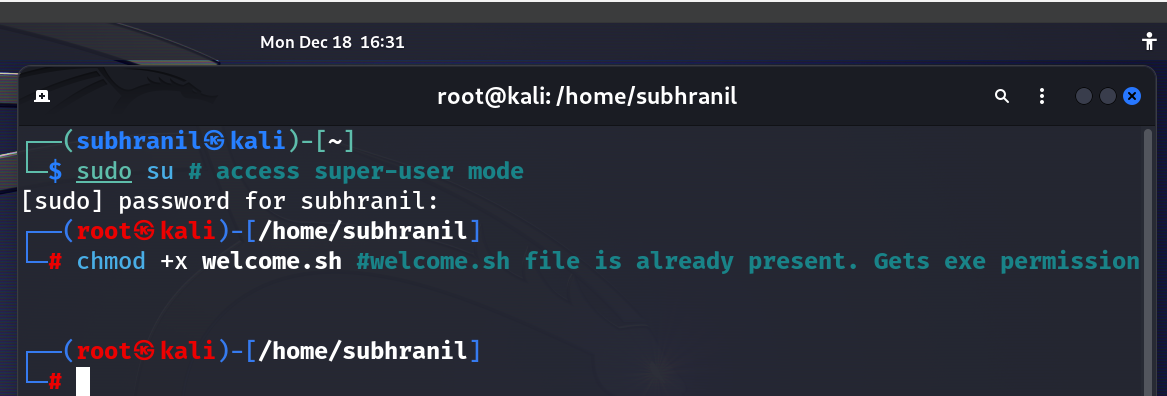 Mon Dec 18 16:31
root@kali: /home/subhranil
┌──(subhranil㉿kali)-[~]
└─$ sudo su # access super-user mode
[sudo] password for subhranil:
┌──(root㉿kali)-[/home/subhranil]
└─# chmod +x welcome.sh #welcome.sh file is already present. Gets exe permission
┌──(root㉿kali)-[/home/subhranil]
└─#